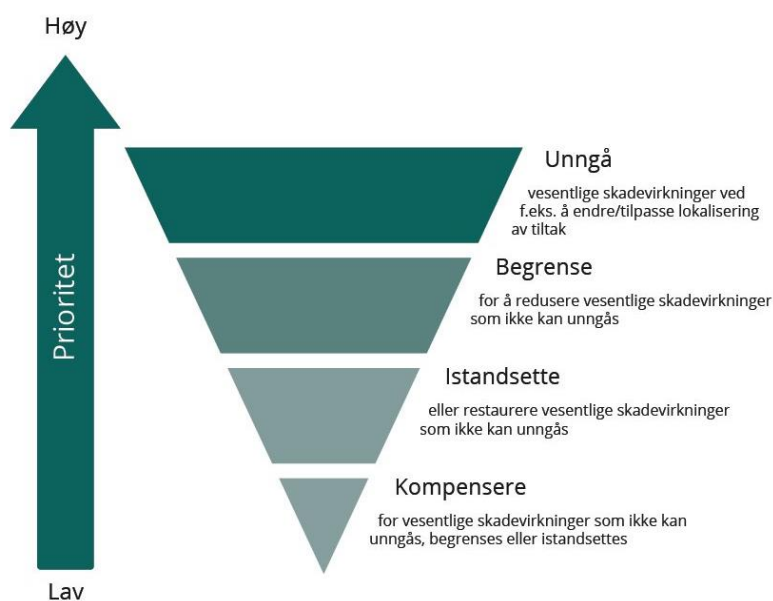 Høy
Prioritet
Unngå
vesentlige skadevirkninger ved
f.eks. å endre/tilpasse lokalisering
av tiltak
Begrense
for å redusere vesentlige skadevirkninger
som ikke kan unngås
Istandsette
eller restaurere vesentlige skadevirkninger
som ikke kan unngås
Kompensere
for vesentlige skadevirkninger som ikke kan
unngås, begrenses eller istandsettes
Lav